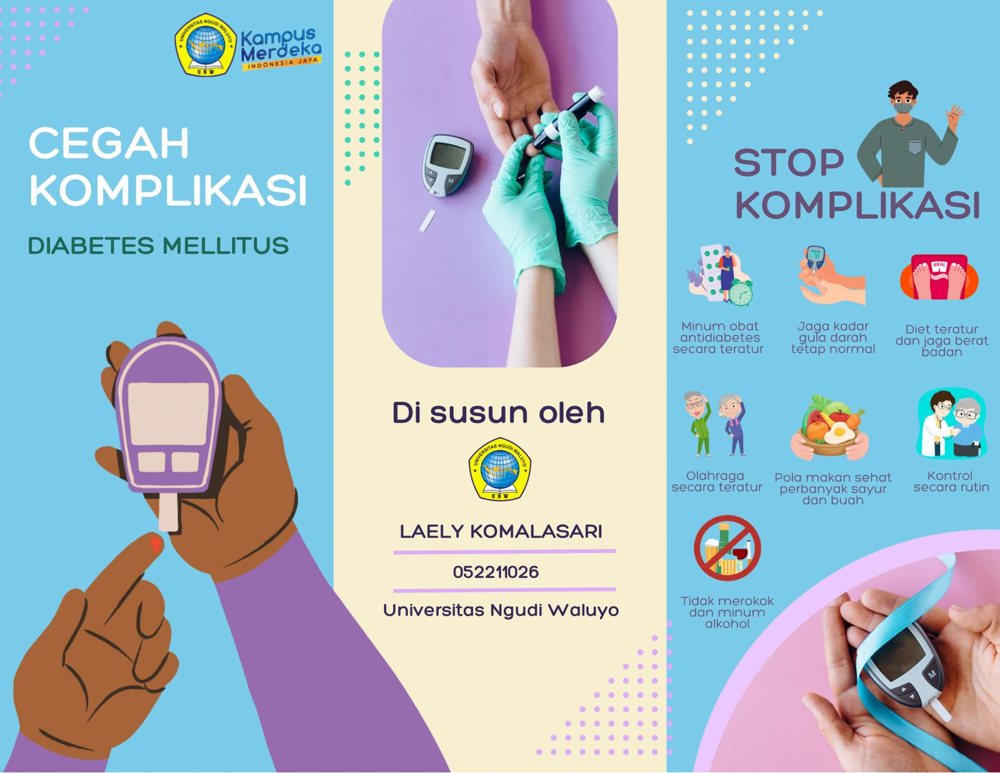 UNIVERSITAS NGUDI WALUYO
UNW
Kampus
Merdeka
INDONESIA JAYA
CEGAH
KOMPLIKASI
DIABETES MELLITUS
M
Di susun oleh
UNIVERSITAS NGUDI WALUYO
UNW
LAELY KOMALASARI
052211026
Universitas Ngudi Waluyo
STOP
KOMPLIKASI
IDEAL
Minum obat
antidiabetes
secara teratur
Jaga kadar
gula darah
tetap normal
Diet teratur
dan jaga berat
badan
Olahraga
secara teratur
Pola makan sehat
perbanyak sayur
dan buah
Kontrol
secara rutin
Tidak merokok
dan minum
alkohol
M